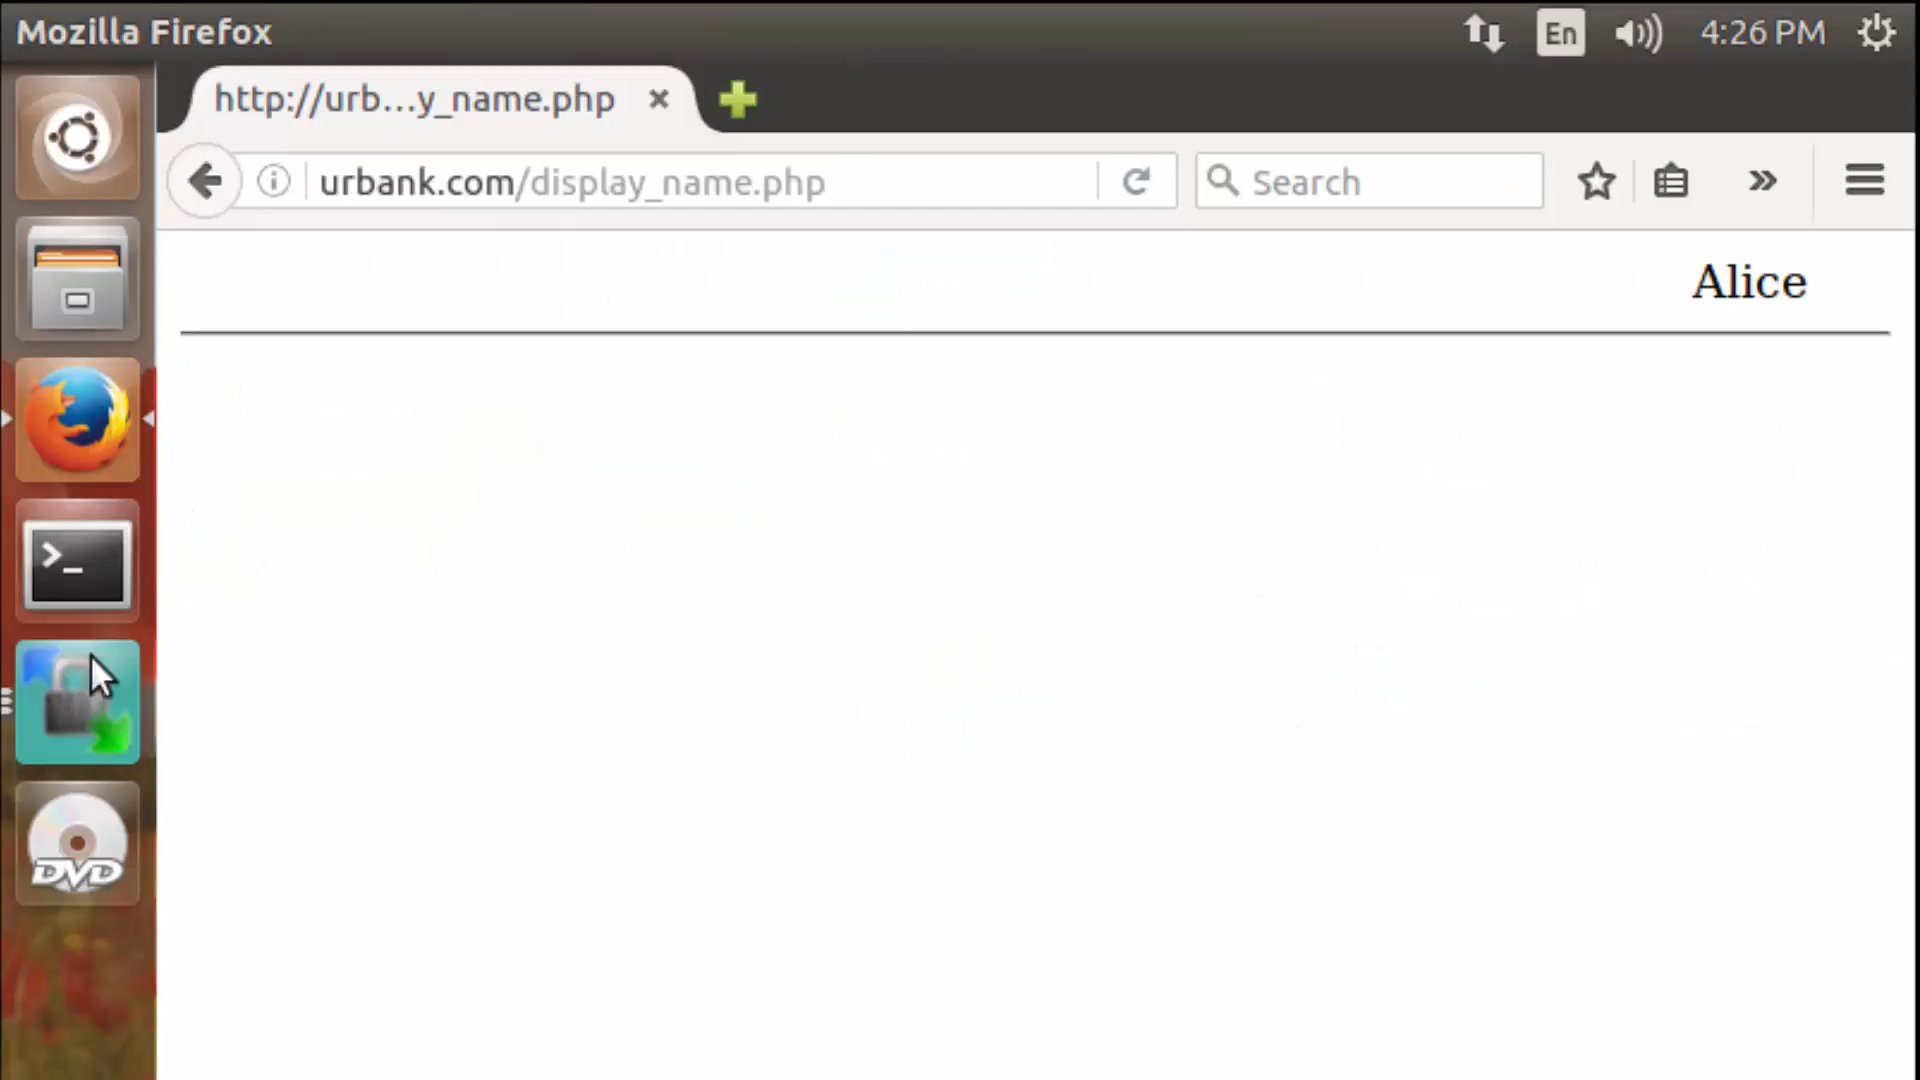 Mozilla Firefox
En
4:26 PM
http://urb...y_name.php
urbank.com/display_name.php
Search
Alice
>_
DVD